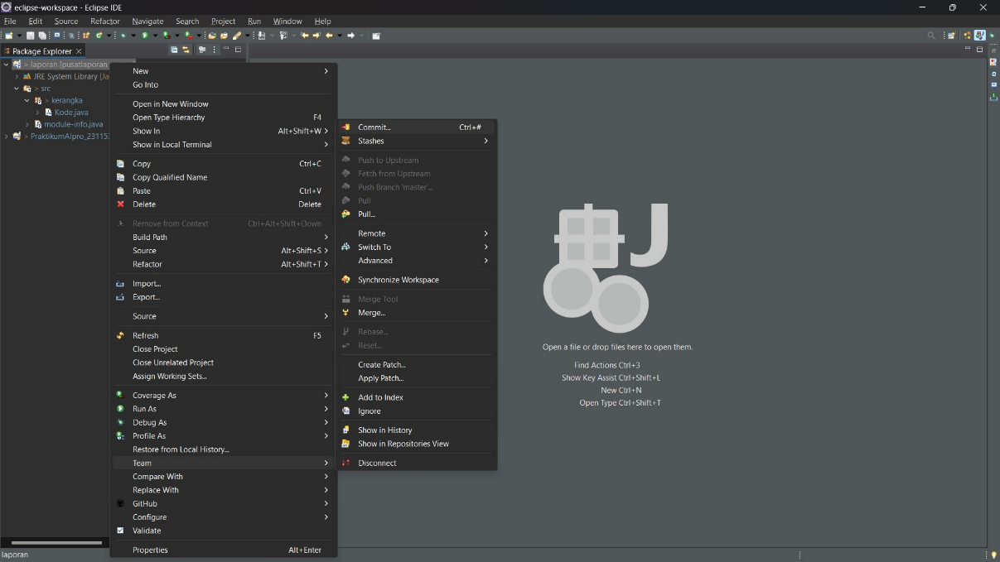 eclipse-workspace - Eclipse IDE
File Edit Source Refactor Navigate Search Project Run Window Help
Package Explorer
> laporan [pusatlaporan
JRE System Library [Ja
> src
> kerangka
Kode.java
module-info.java
> PraktikumAlpro_23115
New
Go Into
Open in New Window
Open Type Hierarchy F4
Show In Alt+Shift+W
Show in Local Terminal
Copy Ctrl+C
Copy Qualified Name
Paste Ctrl+V
Delete Delete
Remove from Context Ctrl+Alt+Shift+Down
Build Path
Source Alt+Shift+S
Refactor Alt+Shift+T
Import...
Export...
Source
Refresh F5
Close Project
Close Unrelated Project
Assign Working Sets...
Coverage As
Run As
Debug As
Profile As
Restore from Local History...
Team
Compare With
Replace With
GitHub
Configure
Validate
Properties Alt+Enter
Commit... Ctrl+#
Stashes
Push to Upstream
Fetch from Upstream
Push Branch 'master'...
Pull
Pull...
Remote
Switch To
Advanced
Synchronize Workspace
Merge Tool
Merge...
Rebase...
Reset...
Create Patch...
Apply Patch...
Add to Index
Ignore
Show in History
Show in Repositories View
Disconnect
Open a file or drop files here to open them.
Find Actions Ctrl+3
Show Key Assist Ctrl+Shift+L
New Ctrl+N
Open Type Ctrl+Shift+T
laporan